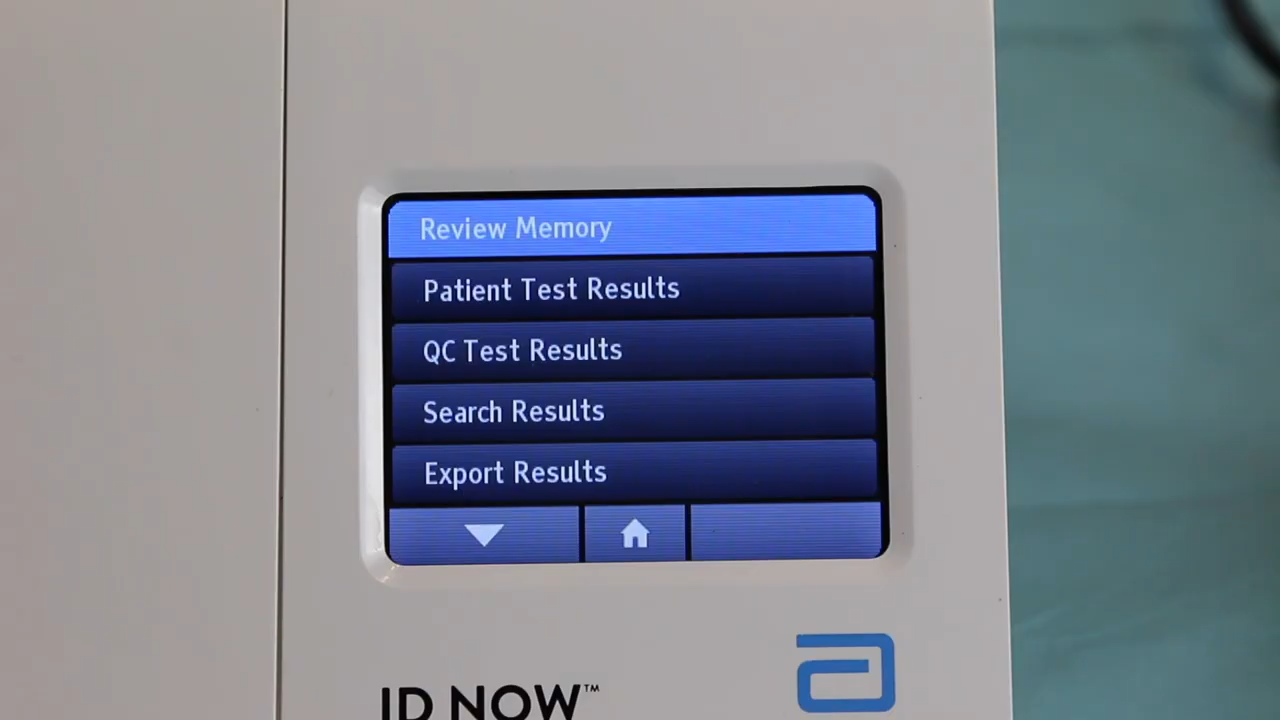 Review Memory
Patient Test Results
QC Test Results
Search Results
Export Results
ID NOW™